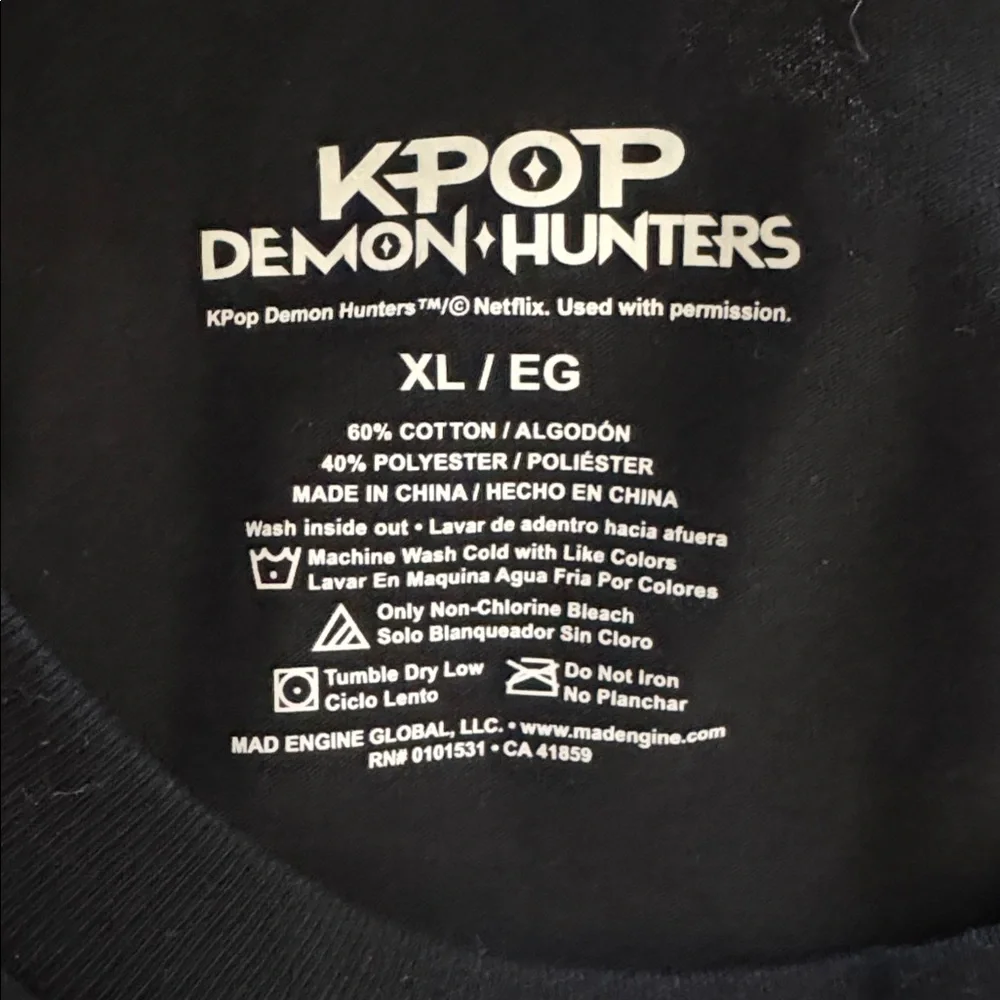 KPOP
DEMON HUNTERS
KPop Demon Hunters™/© Netflix. Used with permission.
XL / EG
60% COTTON / ALGODÓN
40% POLYESTER / POLIÉSTER
MADE IN CHINA / HECHO EN CHINA
Wash inside out • Lavar de adentro hacia afuera
Machine Wash Cold with Like Colors
Lavar En Maquina Agua Fria Por Colores
Only Non-Chlorine Bleach
Solo Blanqueador Sin Cloro
Tumble Dry Low
Ciclo Lento
Do Not Iron
No Planchar
MAD ENGINE GLOBAL, LLC. • www.madengine.com
RN# 0101531 • CA 41859